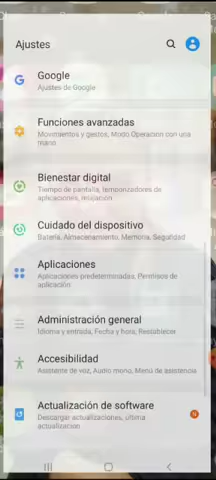 Ajustes
Google
Ajustes de Google
Funciones avanzadas
Movimientos y gestos, Modo Operación con una
mano
Bienestar digital
Tiempo de pantalla, temporizadores de
aplicaciones, relajación
Cuidado del dispositivo
Batería, Almacenamiento, Memoria, Seguridad
Aplicaciones
Aplicaciones predeterminadas, Permisos de
aplicación
Administración general
Idioma y entrada, Fecha y hora, Restablecer
Accesibilidad
Asistente de voz, Audio mono, Menú de asistencia
Actualización de software
Descargar actualizaciones, última
actualización